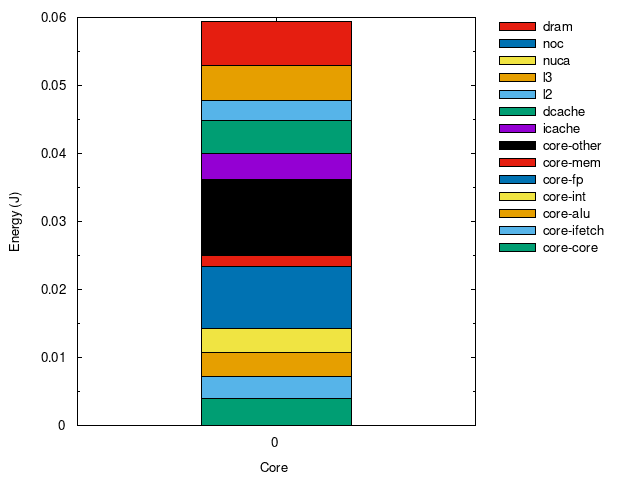 0.06
0.05
0.04
0.03
0.02
0.01
0
Energy (J)
0
Core
dram
noc
nuca
l3
l2
dcache
icache
core-other
core-mem
core-fp
core-int
core-alu
core-ifetch
core-core